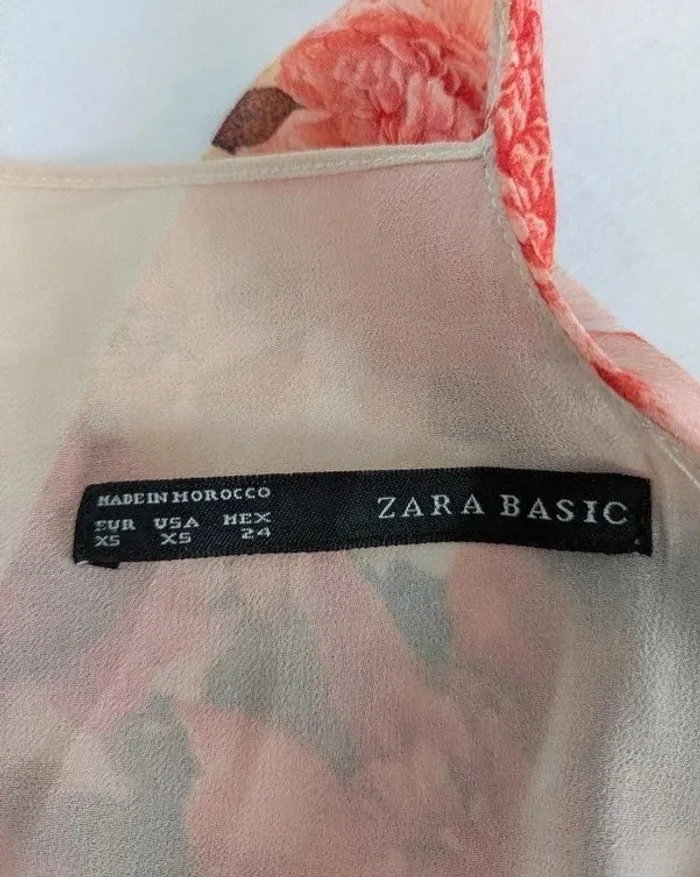 MADE IN MOROCCO
EUR USA MEX
XS XS 24
ZARA BASIC